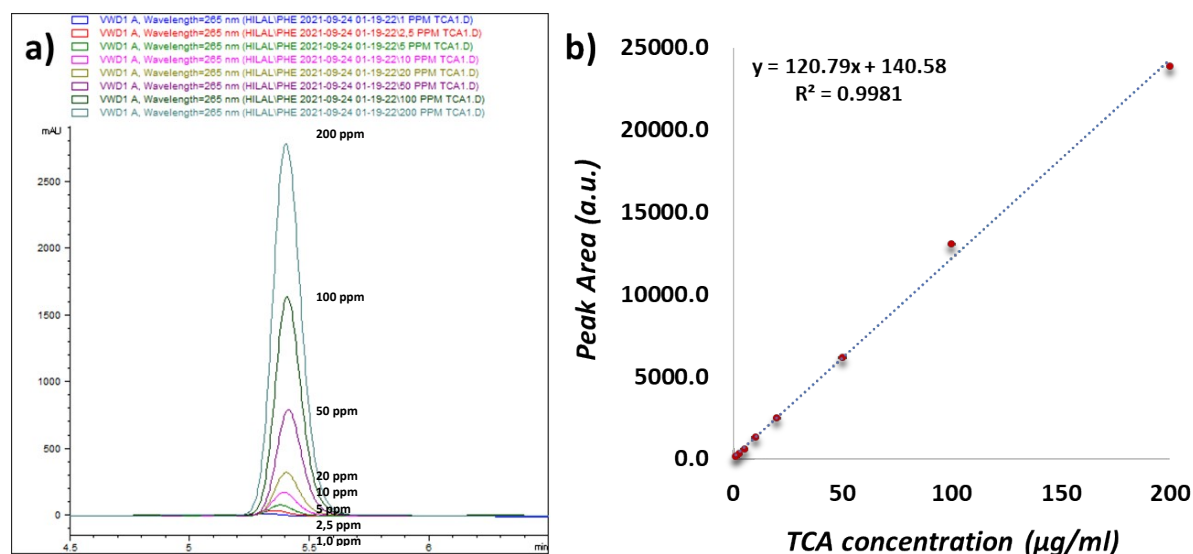 a)
VWD1 A, Wavelength=265 nm (HILAL\PHE 2021-09-24 01-19-22\1 PPM TCA1.D)
VWD1 A, Wavelength=265 nm (HILAL\PHE 2021-09-24 01-19-22\2,5 PPM TCA1.D)
VWD1 A, Wavelength=265 nm (HILAL\PHE 2021-09-24 01-19-22\5 PPM TCA1.D)
VWD1 A, Wavelength=265 nm (HILAL\PHE 2021-09-24 01-19-22\10 PPM TCA1.D)
VWD1 A, Wavelength=265 nm (HILAL\PHE 2021-09-24 01-19-22\20 PPM TCA1.D)
VWD1 A, Wavelength=265 nm (HILAL\PHE 2021-09-24 01-19-22\50 PPM TCA1.D)
VWD1 A, Wavelength=265 nm (HILAL\PHE 2021-09-24 01-19-22\100 PPM TCA1.D)
VWD1 A, Wavelength=265 nm (HILAL\PHE 2021-09-24 01-19-22\200 PPM TCA1.D)
mAU
200 ppm
2500
2000
100 ppm
1500
1000
50 ppm
500
20 ppm
10 ppm
5 ppm
0
2,5 ppm
1,0 ppm
4.5
5
5.5
6
min
b)
25000.0
y = 120.79x + 140.58
R² = 0.9981
20000.0
15000.0
10000.0
5000.0
0.0
Peak Area (a.u.)
0
50
100
150
200
TCA concentration (µg/ml)